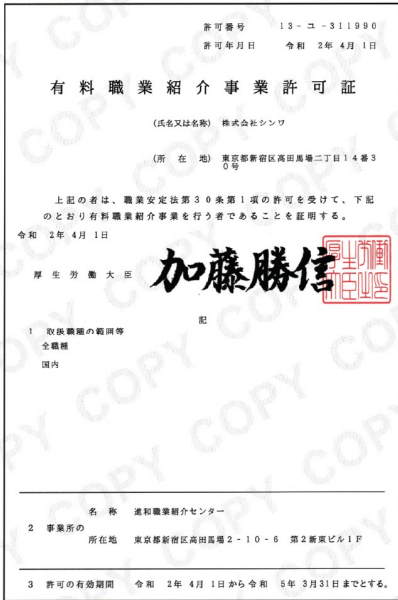 許可番号 13-ユ-311990
許可年月日 令和 2年 4月 1日
有料職業紹介事業許可証
(氏名又は名称) 株式会社シンワ
(所在地) 東京都新宿区高田馬場二丁目14番3
0号
上記の者は、職業安定法第30条第1項の許可を受けて、下記
のとおり有料職業紹介事業を行う者であることを証明する。
令和 2年 4月 1日
厚生労働大臣 加藤勝信
記
1 取扱職種の範囲等
全職種
国内
名称 進和職業紹介センター
2 事業所の
所在地 東京都新宿区高田馬場2-10-6 第2新東ビル1F
3 許可の有効期間 令和 2年 4月 1日から令和 5年 3月31日までとする。
COPY COPY COPY